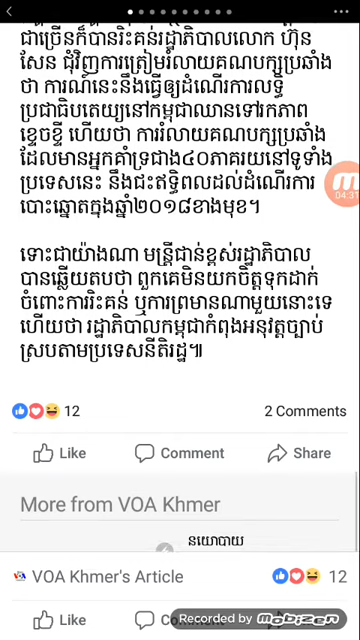 ជាច្រើនក៏បានរិះគន់រដ្ឋាភិបាលលោក ហ៊ុន
សែន ជុំវិញការត្រៀមរំលាយគណបក្សប្រឆាំង
ថា ការណ៍នេះនឹងធ្វើឲ្យដំណើរការលទ្ធិ
ប្រជាធិបតេយ្យនៅកម្ពុជាឈានទៅរកភាព
ខ្ទេចខ្ទី ហើយថា ការរំលាយគណបក្សប្រឆាំង
ដែលមានអ្នកគាំទ្រជាង៤០ភាគរយនៅទូទាំង
ប្រទេសនេះ នឹងជះឥទ្ធិពលដល់ដំណើរការ
បោះឆ្នោតក្នុងឆ្នាំ២០១៨ខាងមុខ។
04:31
ទោះជាយ៉ាងណា មន្ត្រីជាន់ខ្ពស់រដ្ឋាភិបាល
បានឆ្លើយតបថា ពួកគេមិនយកចិត្តទុកដាក់
ចំពោះការរិះគន់ ឬការព្រមានណាមួយនោះទេ
ហើយថា រដ្ឋាភិបាលកម្ពុជាកំពុងអនុវត្តច្បាប់
ស្របតាមប្រទេសនីតិរដ្ឋ៕
12 2 Comments
Like Comment Share
More from VOA Khmer
នយោបាយ
VOA VOA Khmer's Article 12
Like
Recorded by mobizen